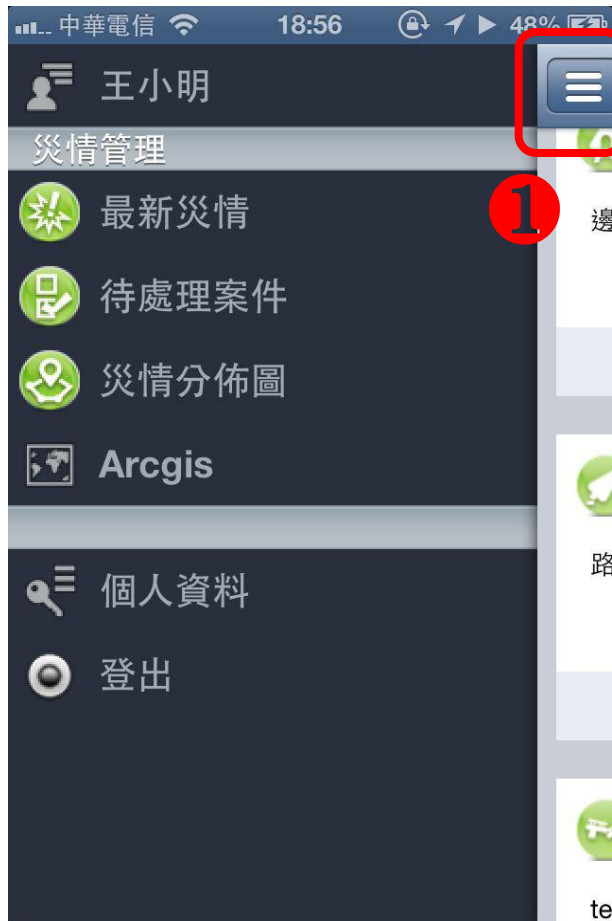 中華電信 18:56 48%
王小明
災情管理
最新災情
待處理案件
災情分佈圖
Arcgis
個人資料
登出
1
邊
路
te